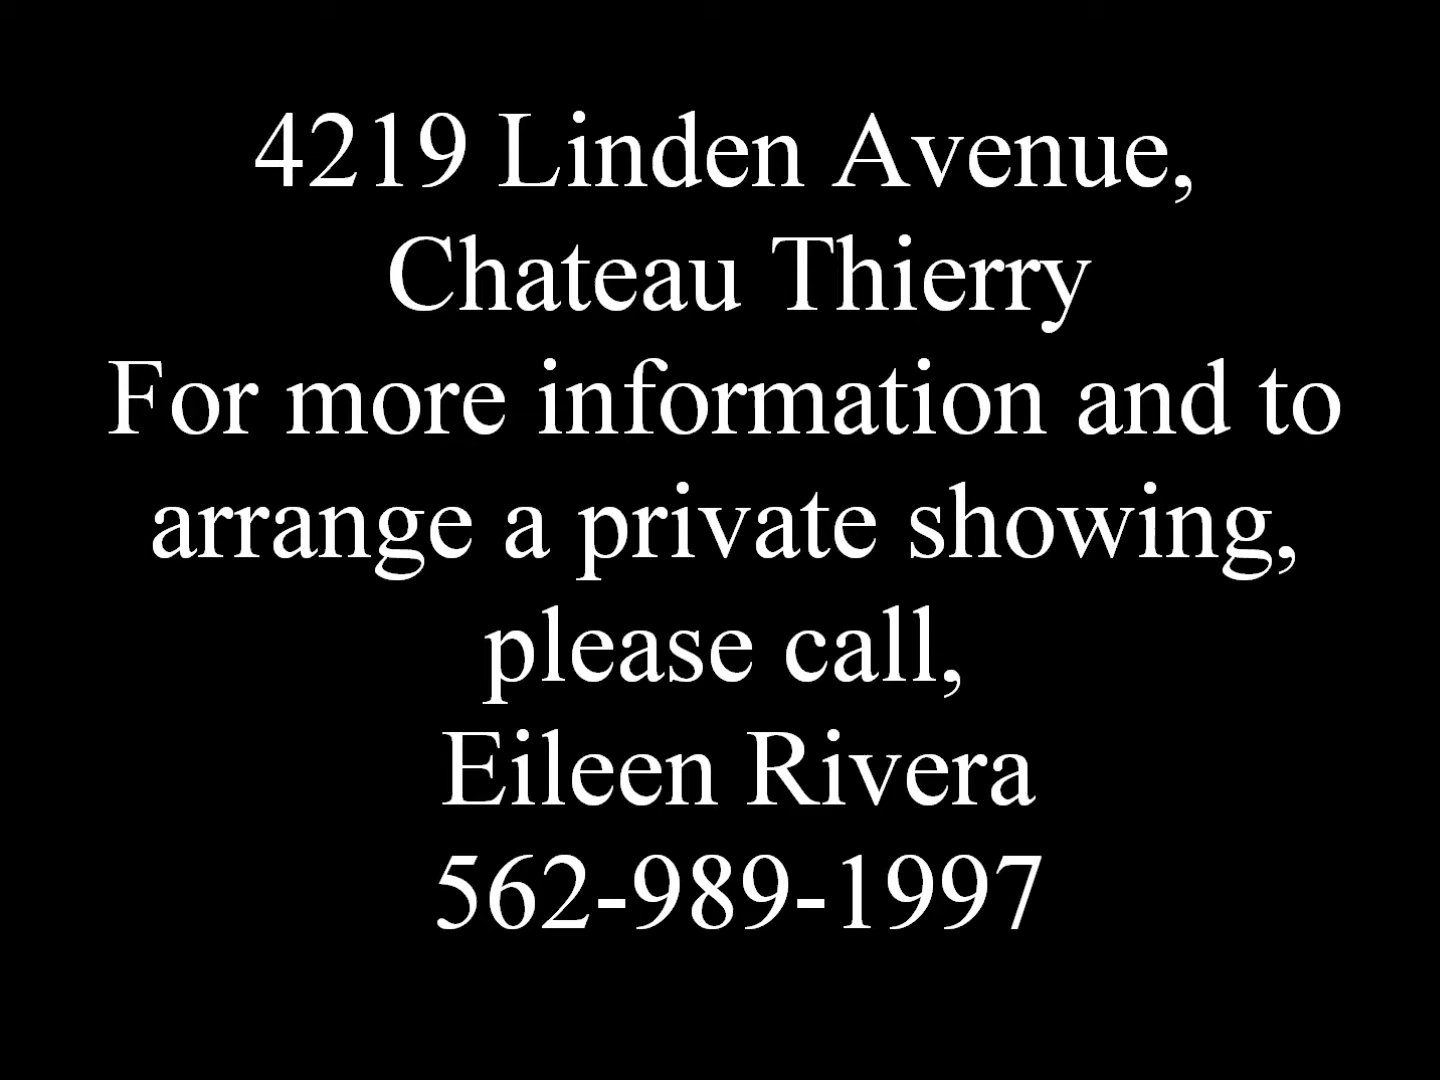 4219 Linden Avenue,
Chateau Thierry
For more information and to
arrange a private showing,
please call,
Eileen Rivera
562-989-1997